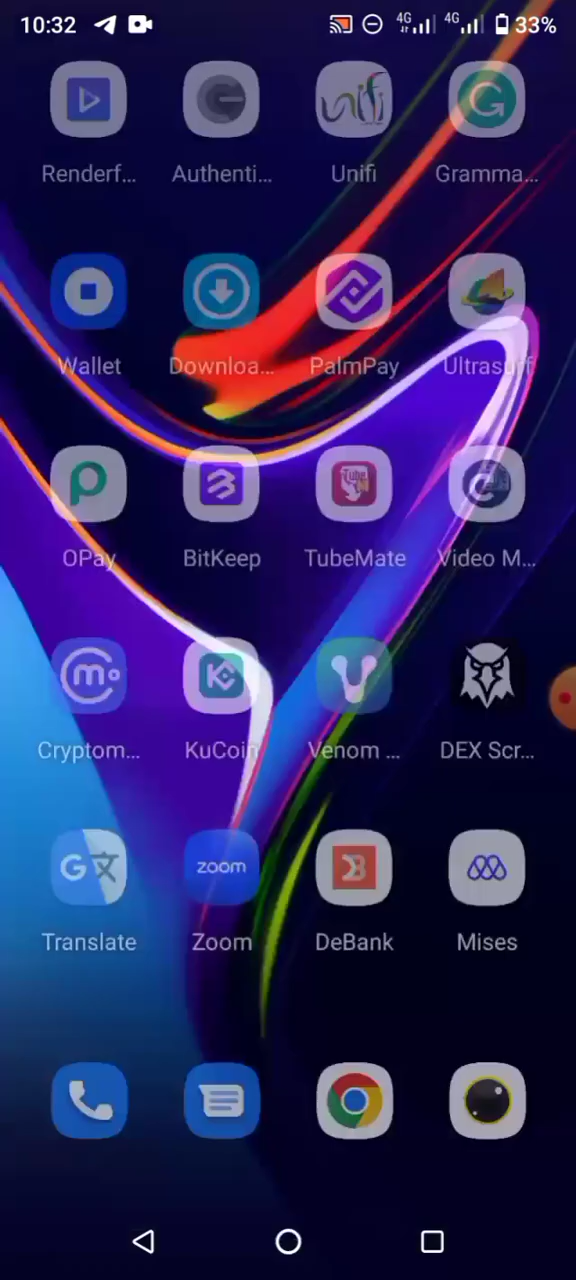 10:32 4G 4G 33%
Renderf... Authenti... Unifi Gramma...
Wallet Downloa... PalmPay Ultrasurf
OPay BitKeep TubeMate Video M...
Cryptom... KuCoin Venom ... DEX Scr...
zoom
Translate Zoom DeBank Mises